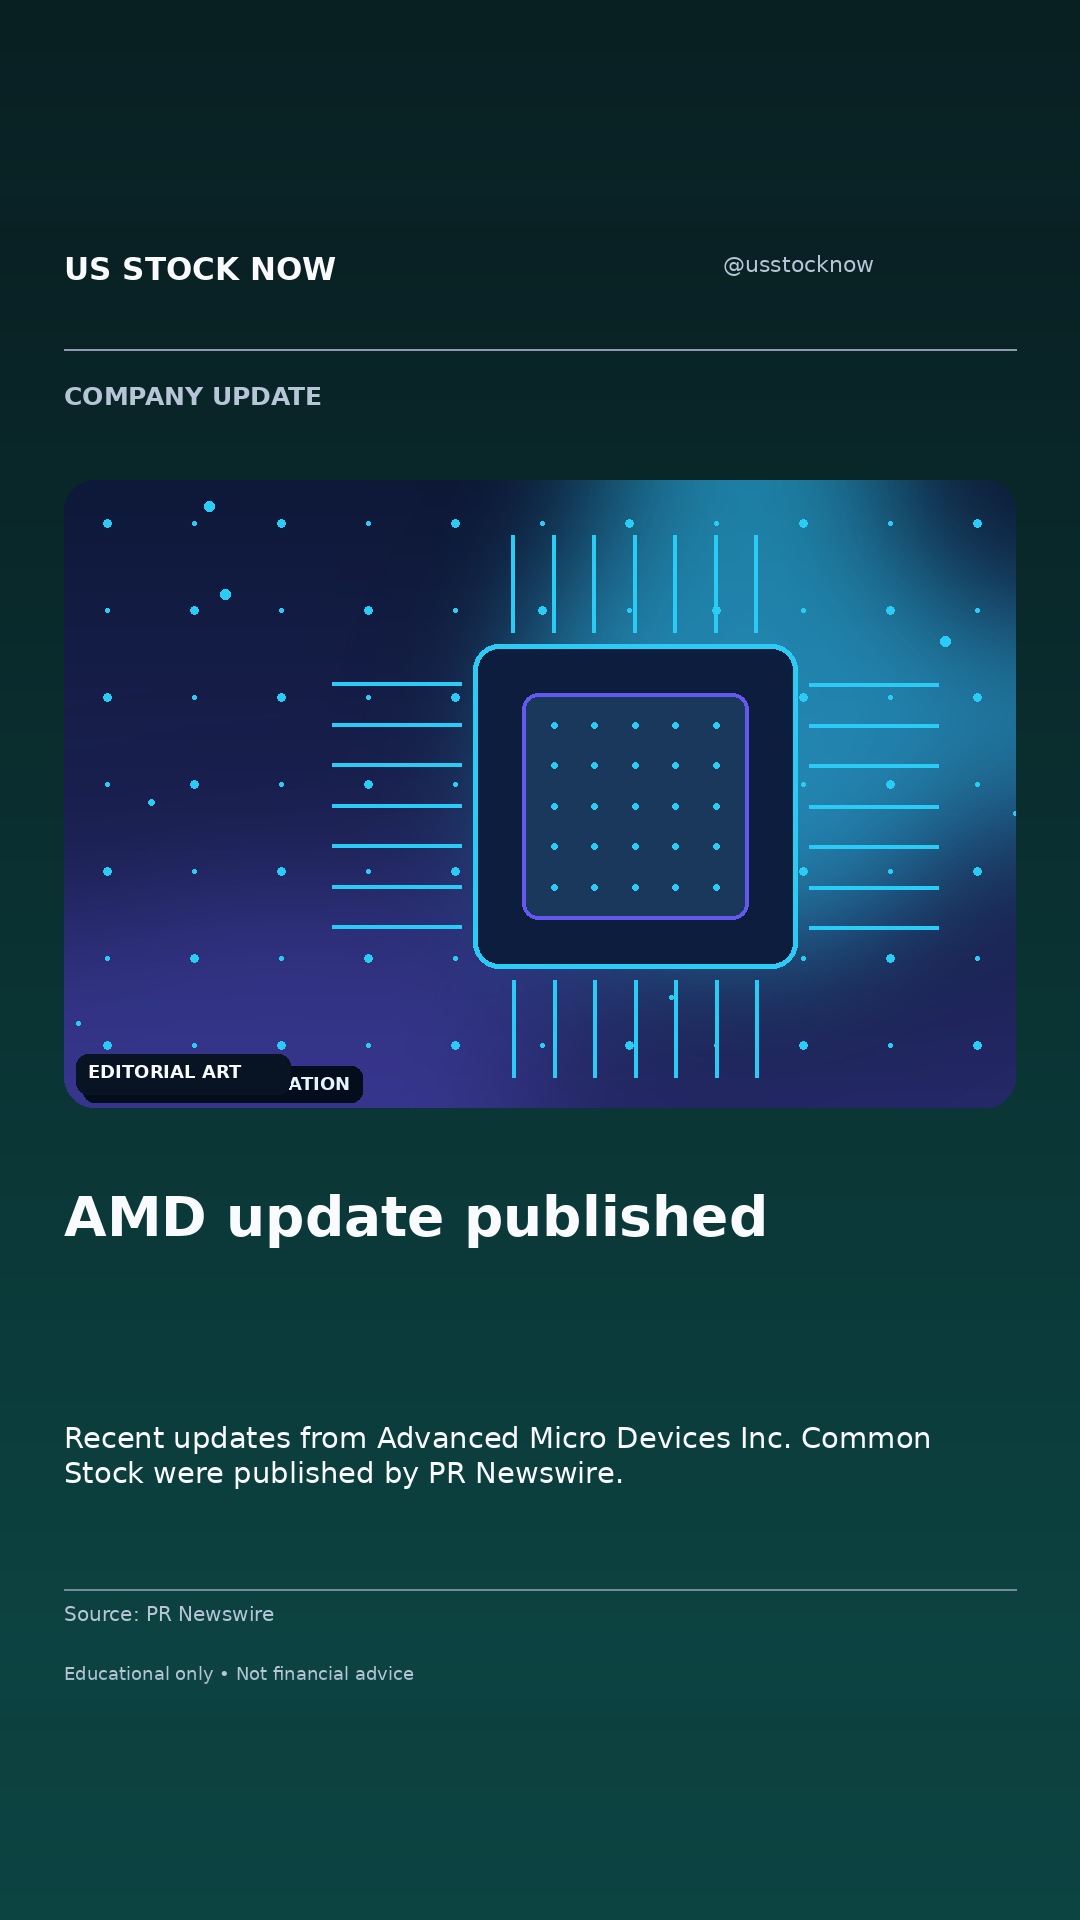 US STOCK NOW
@usstocknow
COMPANY UPDATE
EDITORIAL ART
AMD update published
Recent updates from Advanced Micro Devices Inc. Common
Stock were published by PR Newswire.
Source: PR Newswire
Educational only • Not financial advice